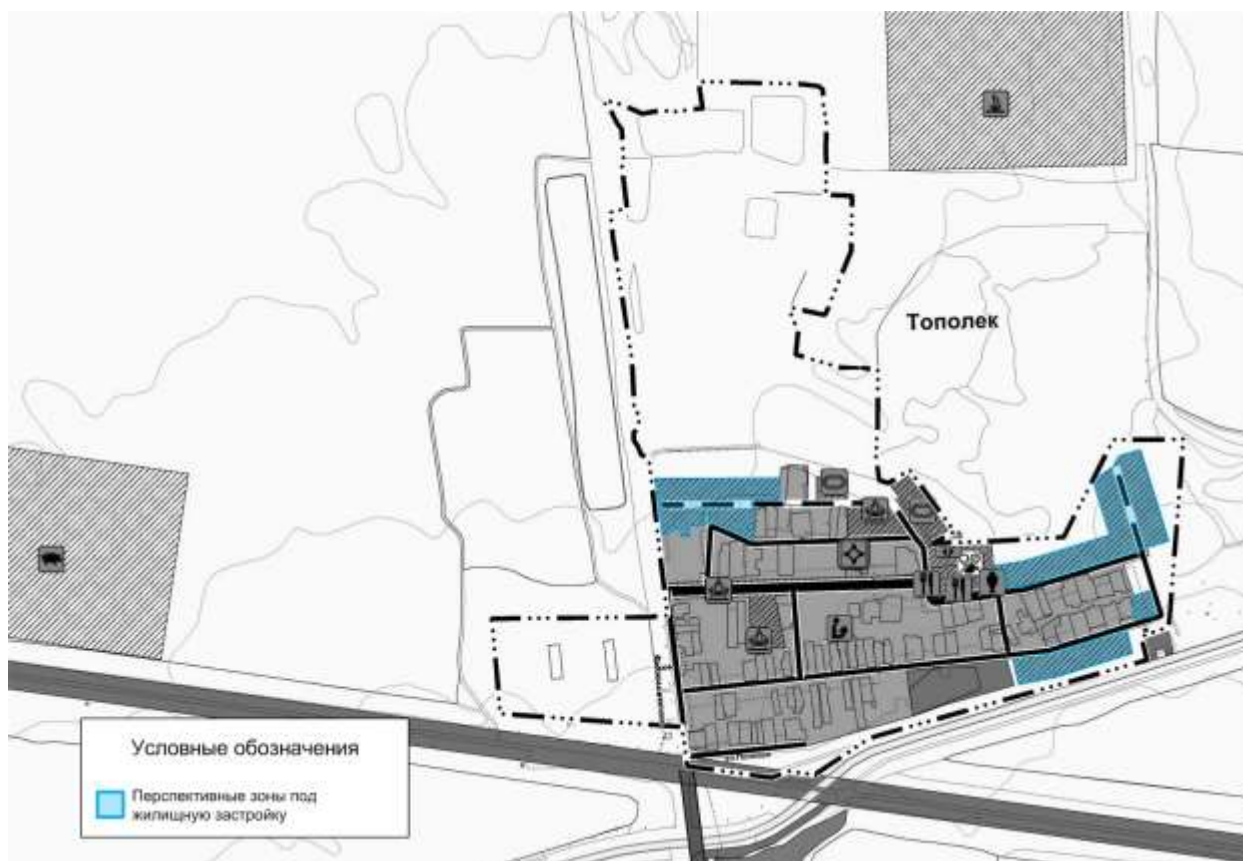 Тополек
Условные обозначения
Перспективные зоны под
жилищную застройку